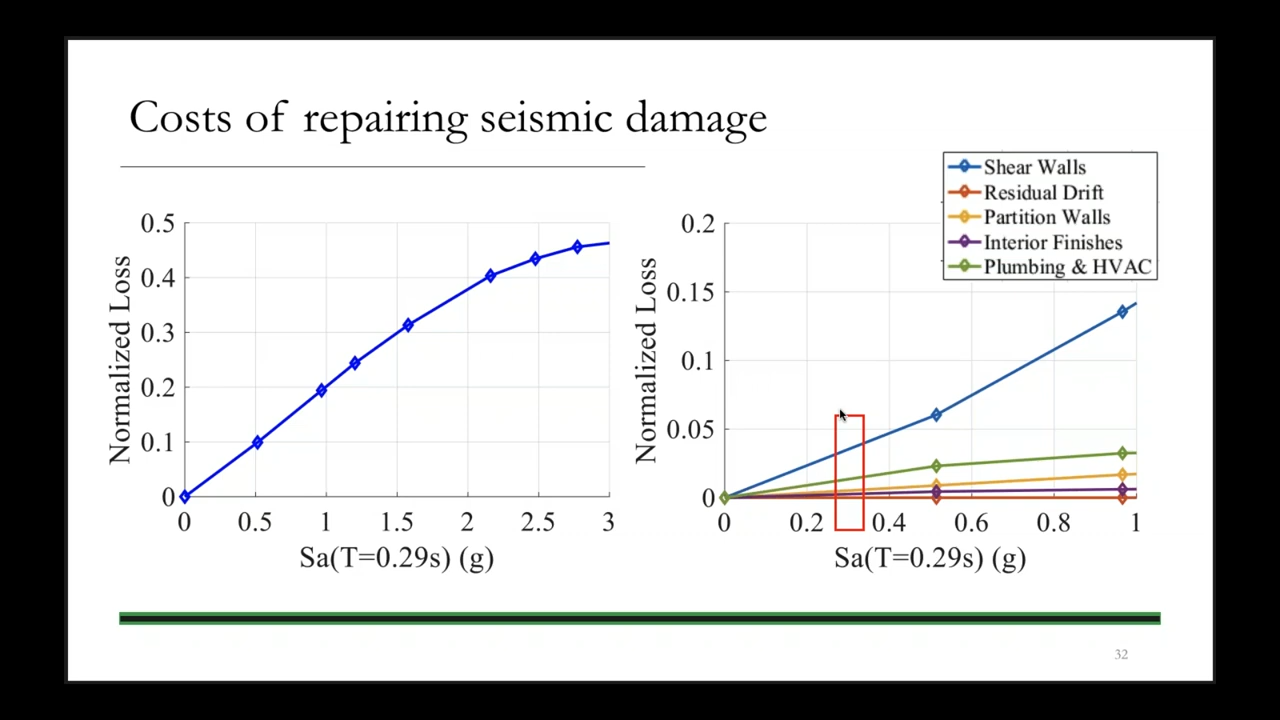 Costs of repairing seismic damage
Normalized Loss
0.5
0.4
0.3
0.2
0.1
0
0 0.5 1 1.5 2 2.5 3
Sa(T=0.29s) (g)
Shear Walls
Residual Drift
Partition Walls
Interior Finishes
Plumbing & HVAC
Normalized Loss
0.2
0.15
0.1
0.05
0
0 0.2 0.4 0.6 0.8 1
Sa(T=0.29s) (g)
32